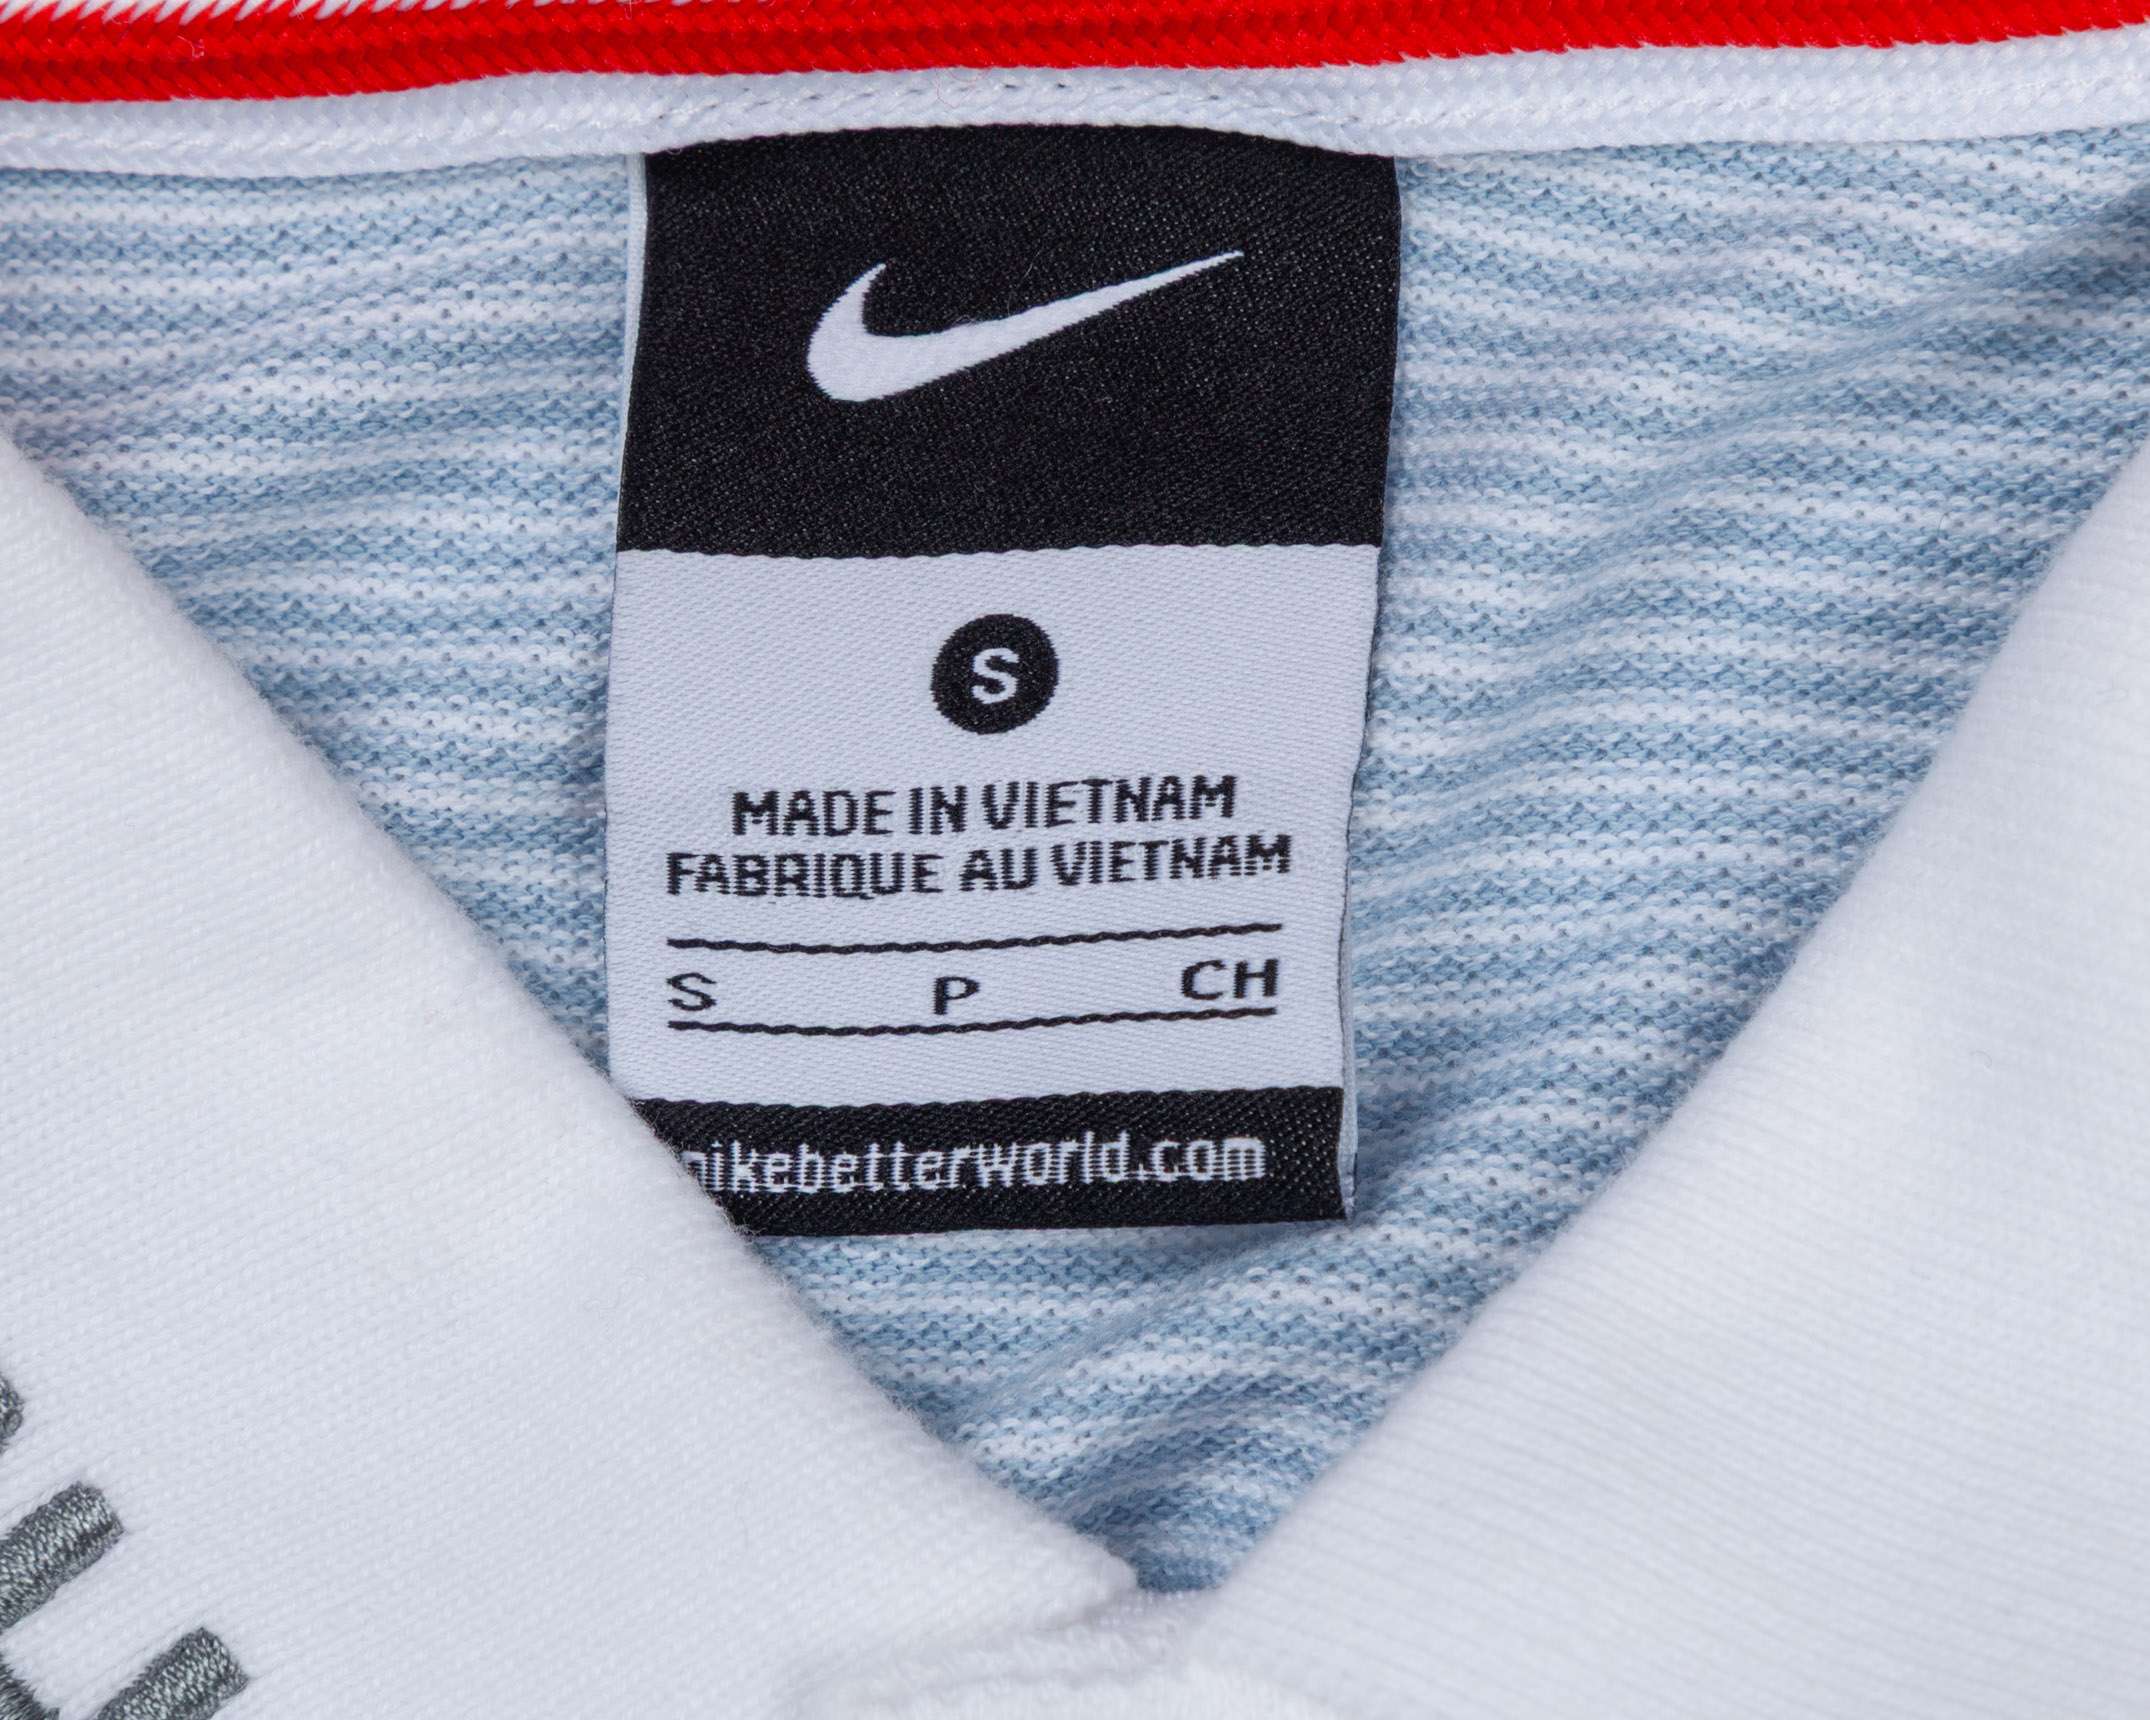 S
MADE IN VIETNAM
FABRIQUE AU VIETNAM
S P CH
nikebetterworld.com